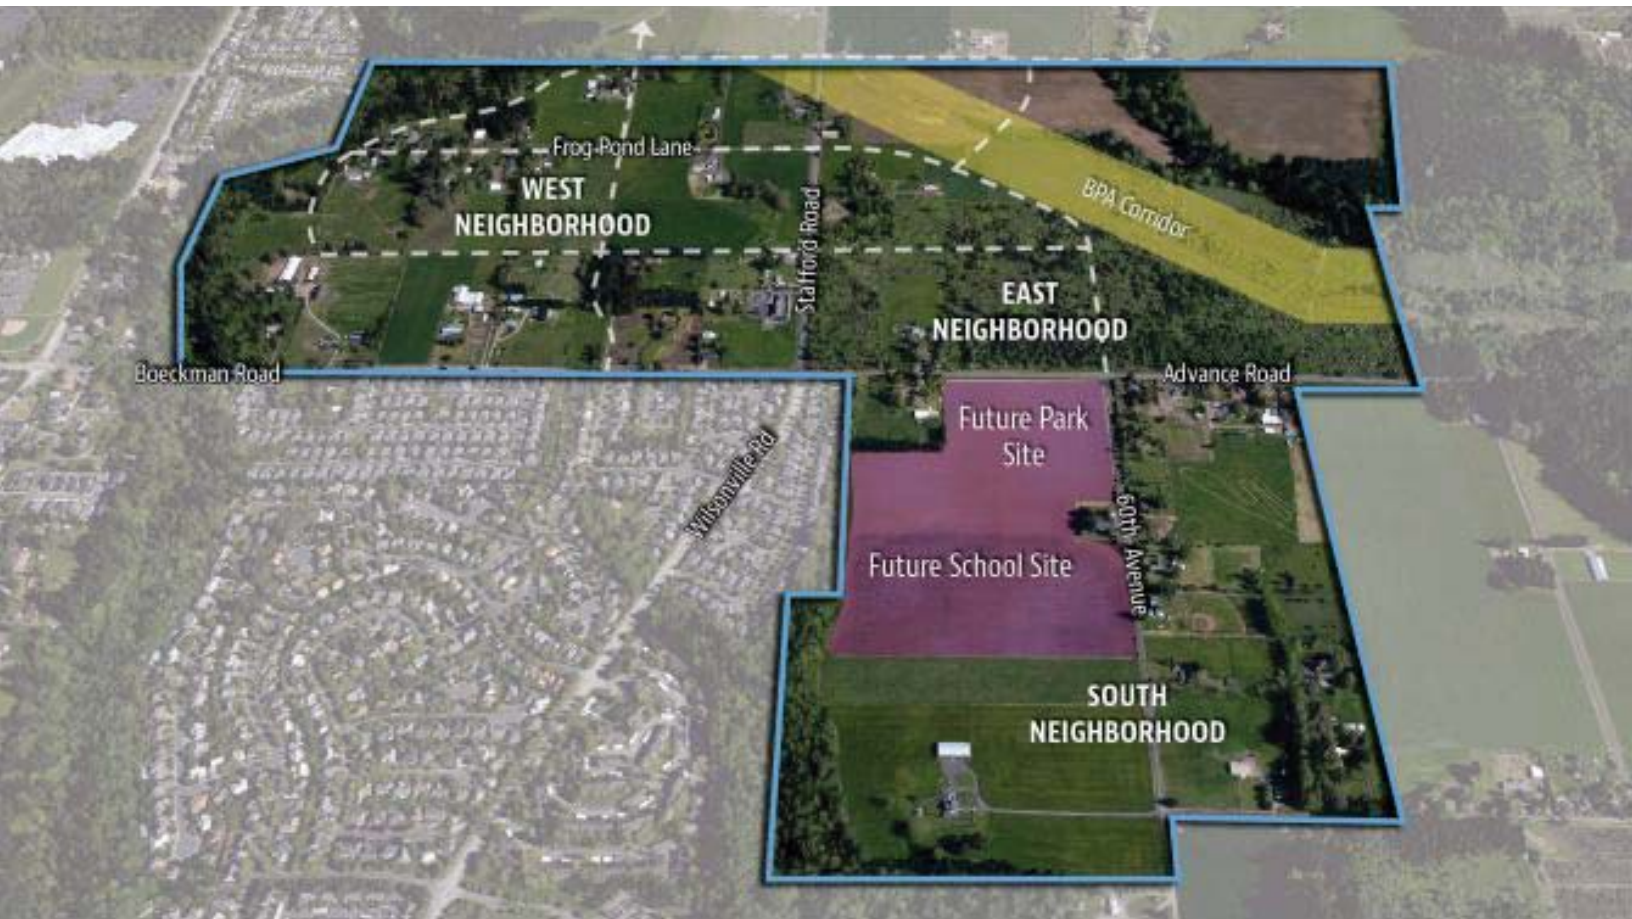 Frog Pond Lane
WEST
NEIGHBORHOOD
Stafford Road
BPA Corridor
EAST
NEIGHBORHOOD
Boeckman Road
Advance Road
Future Park
Site
Wilsonville Rd
60th Avenue
Future School Site
SOUTH
NEIGHBORHOOD